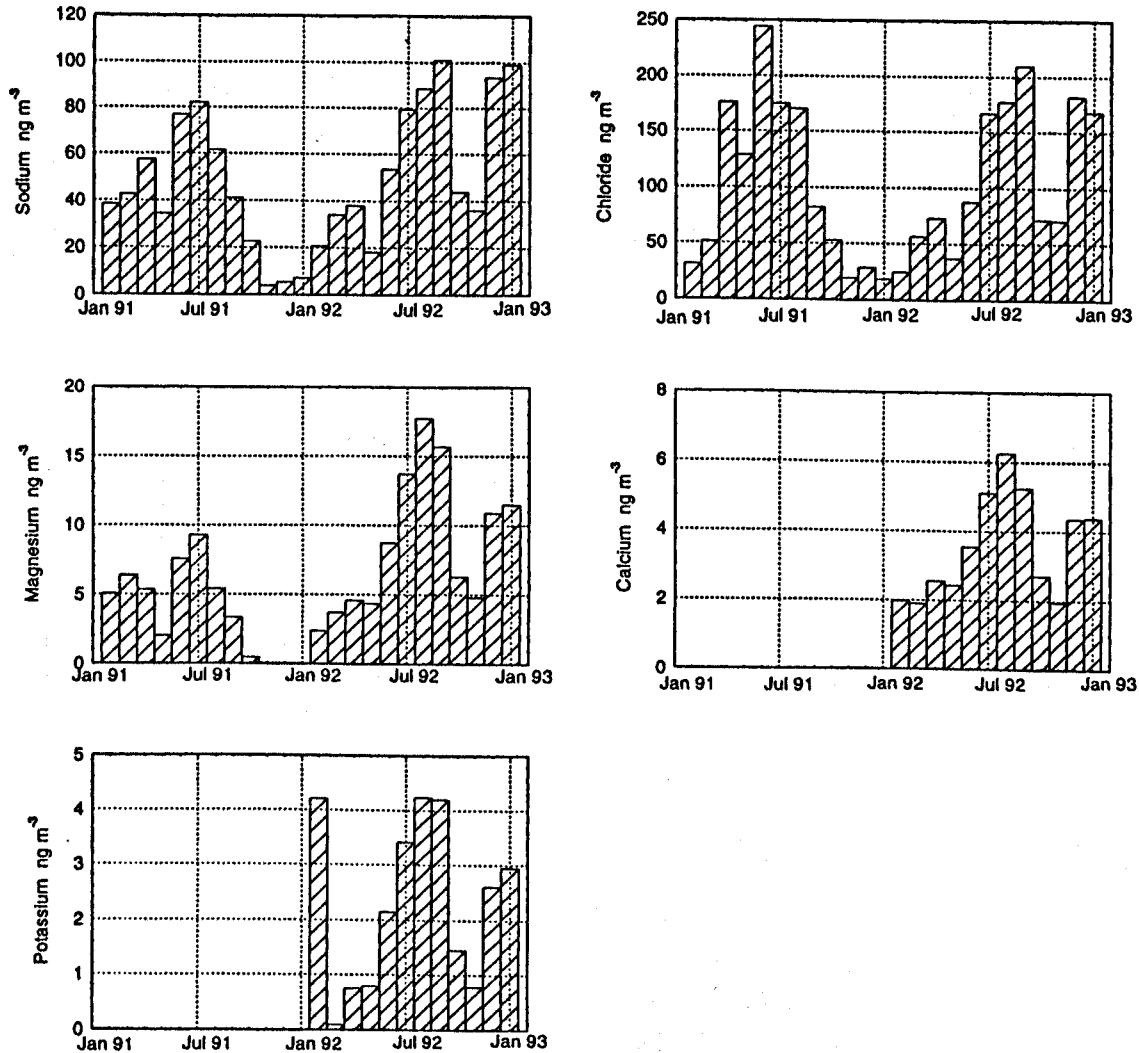 Sodium ng m⁻³
120
100
80
60
40
20
0
Jan 91 Jul 91 Jan 92 Jul 92 Jan 93
Chloride ng m⁻³
250
200
150
100
50
0
Jan 91 Jul 91 Jan 92 Jul 92 Jan 93
Magnesium ng m⁻³
20
15
10
5
0
Jan 91 Jul 91 Jan 92 Jul 92 Jan 93
Calcium ng m⁻³
8
6
4
2
0
Jan 91 Jul 91 Jan 92 Jul 92 Jan 93
Potassium ng m⁻³
5
4
3
2
1
0
Jan 91 Jul 91 Jan 92 Jul 92 Jan 93